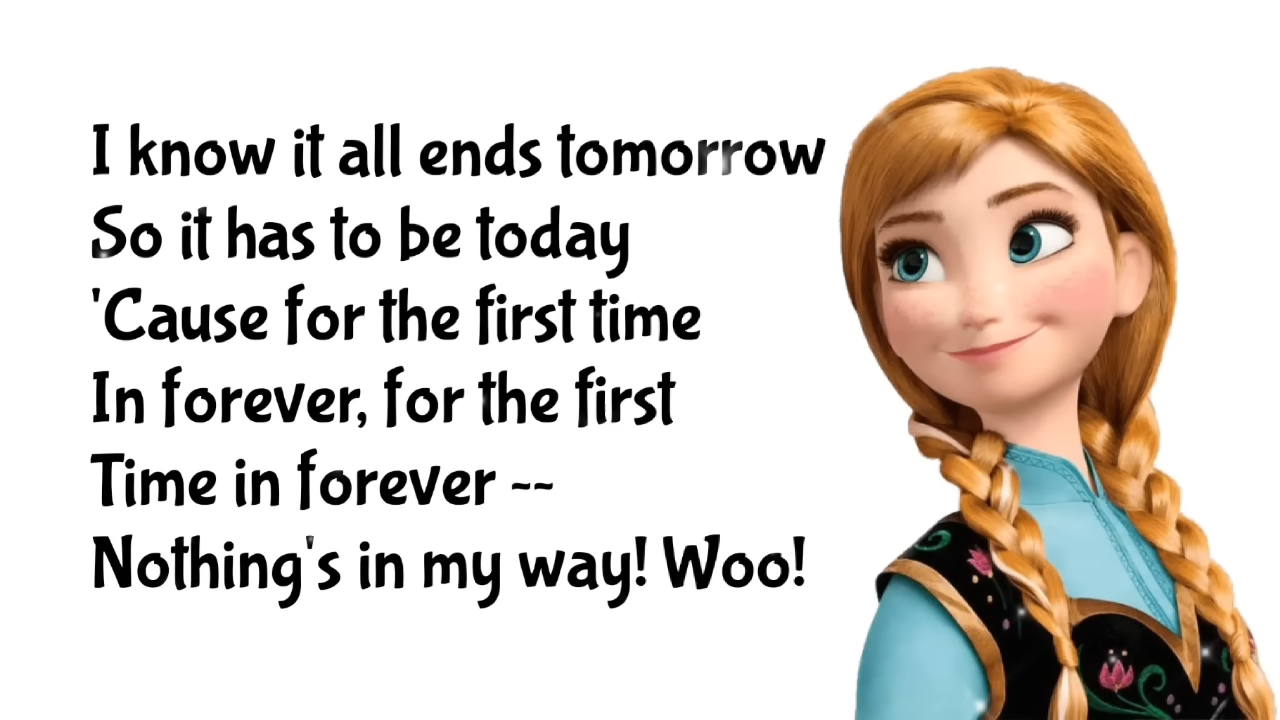 I know it all ends tomorrow
So it has to be today
'Cause for the first time
In forever, for the first
Time in forever --
Nothing's in my way! Woo!